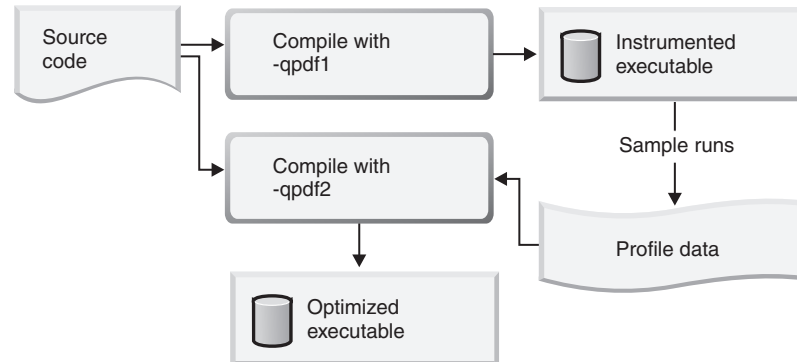 Source
code
Compile with
-qpdf1
Instrumented
executable
Sample runs
Compile with
-qpdf2
Profile data
Optimized
executable